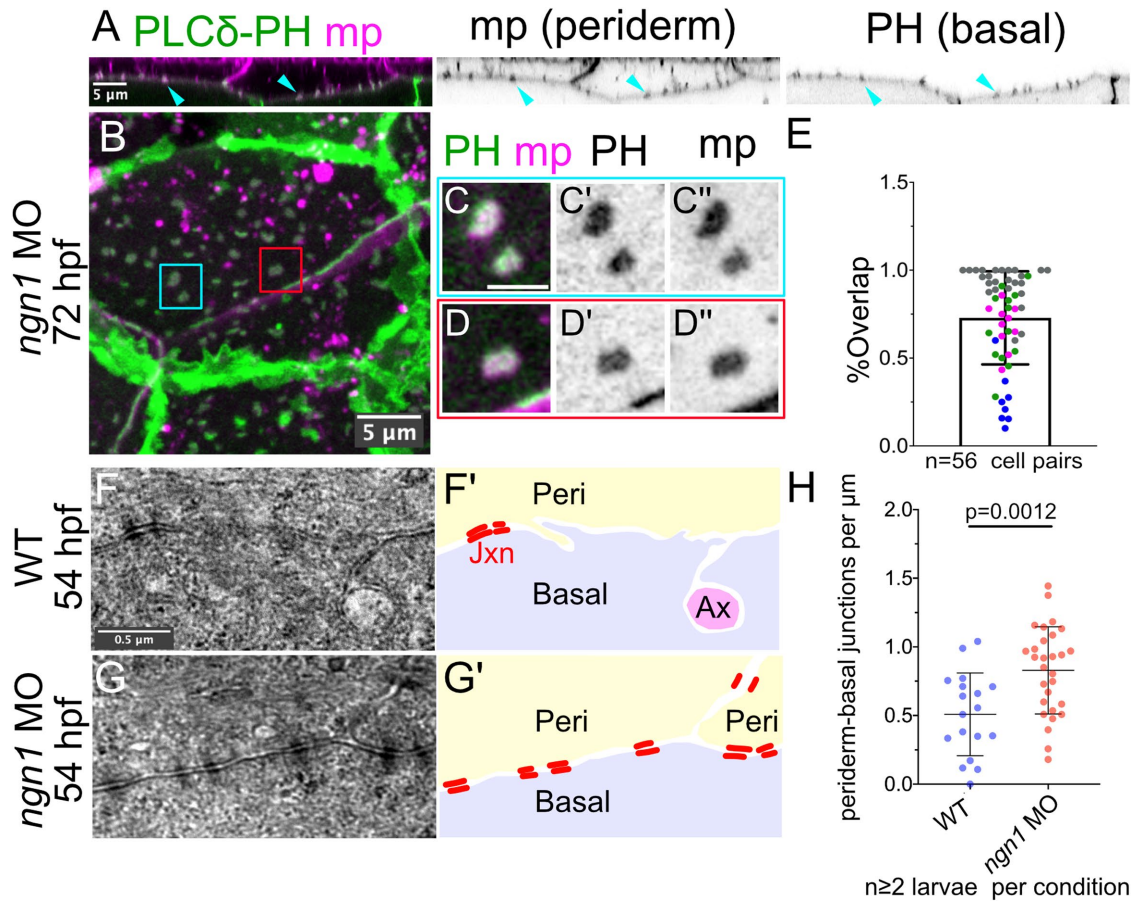 A PLCδ-PH mp
mp (periderm)
PH (basal)
5 µm
B
5 µm
ngn1 MO
72 hpf
PH mp PH mp
C C' C''
D D' D''
E
%Overlap
1.5
1.0
0.5
0.0
n=56 cell pairs
WT
54 hpf
F
0.5 µm
F'
Peri
Jxn
Basal
Ax
ngn1 MO
54 hpf
G
G'
Peri
Peri
Basal
H
periderm-basal junctions per µm
2.0
1.5
1.0
0.5
0.0
p=0.0012
WT
ngn1 MO
n≥2 larvae per condition